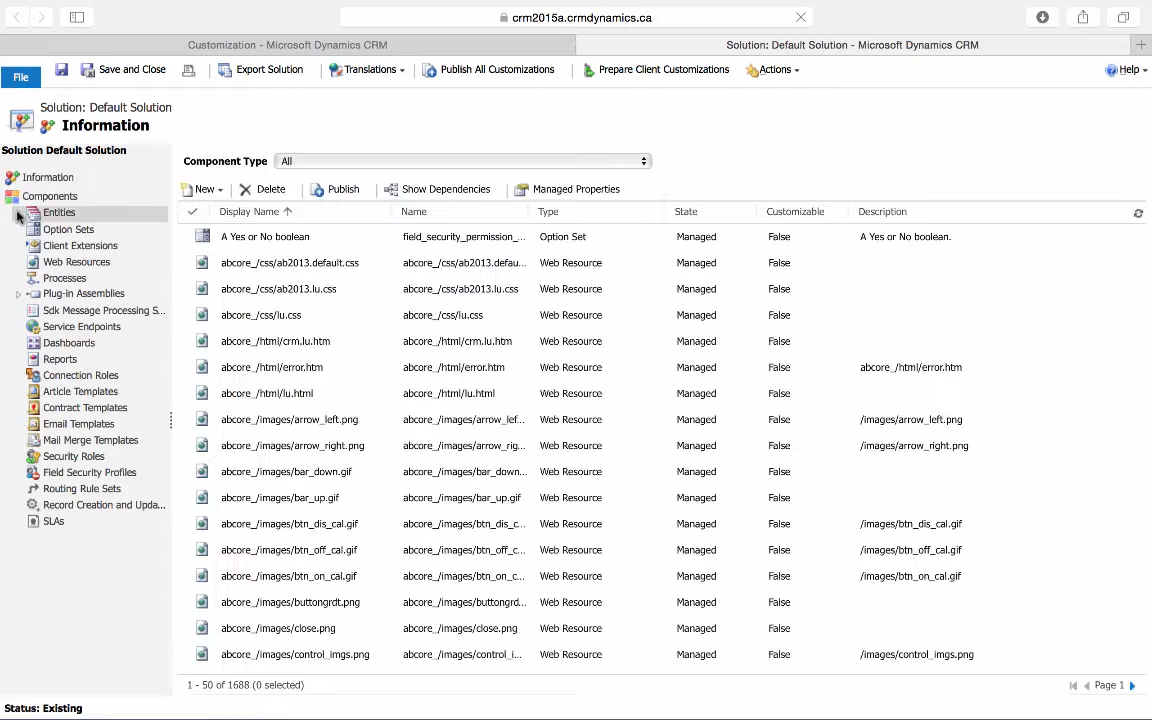 crm2015a.crmdynamics.ca
Customization - Microsoft Dynamics CRM
Solution: Default Solution - Microsoft Dynamics CRM
File
Save and Close
Export Solution
Translations
Publish All Customizations
Prepare Client Customizations
Actions
Help
Solution: Default Solution
Information
Solution Default Solution
Information
Components
Entities
Option Sets
Client Extensions
Web Resources
Processes
Plug-in Assemblies
Sdk Message Processing S...
Service Endpoints
Dashboards
Reports
Connection Roles
Article Templates
Contract Templates
Email Templates
Mail Merge Templates
Security Roles
Field Security Profiles
Routing Rule Sets
Record Creation and Upda...
SLAs
Component Type All
New Delete Publish Show Dependencies Managed Properties
Display Name Name Type State Customizable Description
A Yes or No boolean field_security_permission_... Option Set Managed False A Yes or No boolean.
abcore_/css/ab2013.default.css abcore_/css/ab2013.defau... Web Resource Managed False
abcore_/css/ab2013.lu.css abcore_/css/ab2013.lu.css Web Resource Managed False
abcore_/css/lu.css abcore_/css/lu.css Web Resource Managed False
abcore_/html/crm.lu.htm abcore_/html/crm.lu.htm Web Resource Managed False
abcore_/html/error.htm abcore_/html/error.htm Web Resource Managed False abcore_/html/error.htm
abcore_/html/lu.html abcore_/html/lu.html Web Resource Managed False
abcore_/images/arrow_left.png abcore_/images/arrow_lef... Web Resource Managed False /images/arrow_left.png
abcore_/images/arrow_right.png abcore_/images/arrow_rig... Web Resource Managed False /images/arrow_right.png
abcore_/images/bar_down.gif abcore_/images/bar_down... Web Resource Managed False
abcore_/images/bar_up.gif abcore_/images/bar_up.gif Web Resource Managed False
abcore_/images/btn_dis_cal.gif abcore_/images/btn_dis_c... Web Resource Managed False /images/btn_dis_cal.gif
abcore_/images/btn_off_cal.gif abcore_/images/btn_off_c... Web Resource Managed False /images/btn_off_cal.gif
abcore_/images/btn_on_cal.gif abcore_/images/btn_on_c... Web Resource Managed False /images/btn_on_cal.gif
abcore_/images/buttongrdt.png abcore_/images/buttongrd... Web Resource Managed False
abcore_/images/close.png abcore_/images/close.png Web Resource Managed False
abcore_/images/control_imgs.png abcore_/images/control_i... Web Resource Managed False /images/control_imgs.png
1 - 50 of 1688 (0 selected) Page 1
Status: Existing